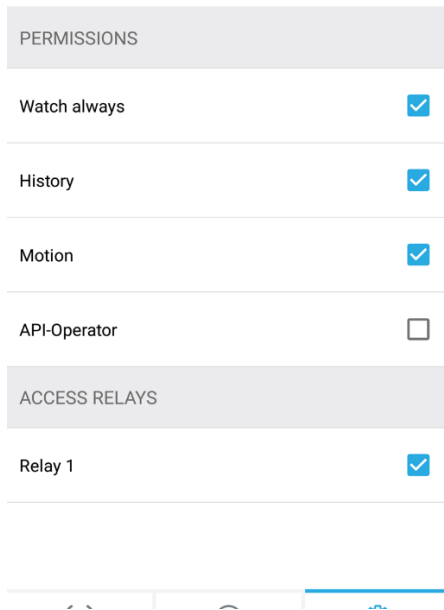 PERMISSIONS
Watch always
History
Motion
API-Operator
ACCESS RELAYS
Relay 1